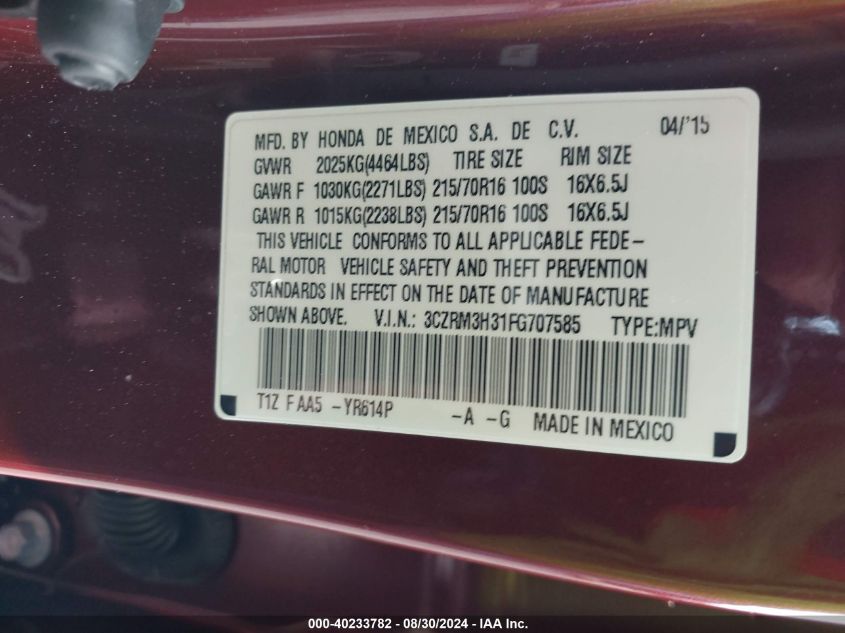 MFD. BY HONDA DE MEXICO S.A. DE C.V. 04/'15
GVWR 2025KG(4464LBS) TIRE SIZE RIM SIZE
GAWR F 1030KG(2271LBS) 215/70R16 100S 16X6.5J
GAWR R 1015KG(2238LBS) 215/70R16 100S 16X6.5J
THIS VEHICLE CONFORMS TO ALL APPLICABLE FEDE–
RAL MOTOR VEHICLE SAFETY AND THEFT PREVENTION
STANDARDS IN EFFECT ON THE DATE OF MANUFACTURE
SHOWN ABOVE. V.I.N.: 3CZRM3H31FG707585 TYPE:MPV
T1Z F AA5 –YR614P –A –G MADE IN MEXICO
000-40233782 - 08/30/2024 - IAA Inc.